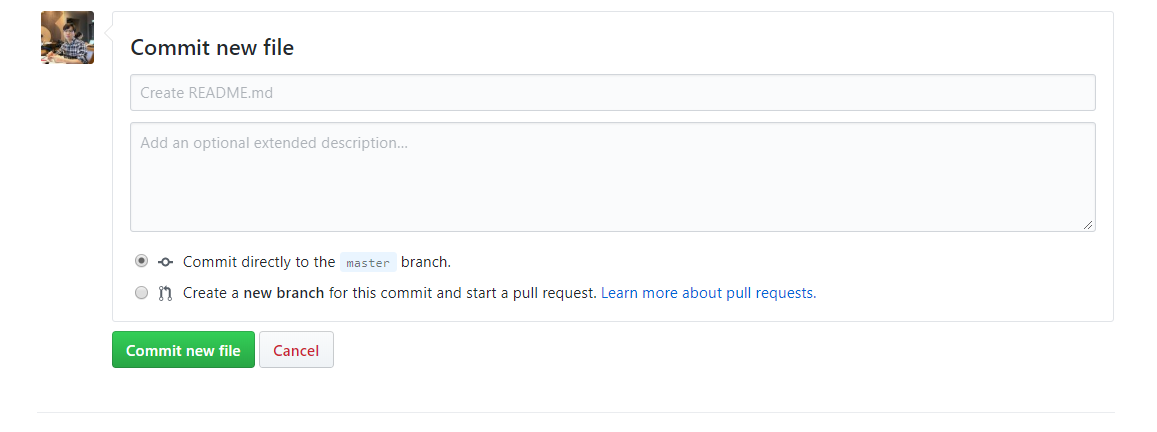 Commit new file
Create README.md
Add an optional extended description...
Commit directly to the master branch.
Create a new branch for this commit and start a pull request. Learn more about pull requests.
Commit new file
Cancel